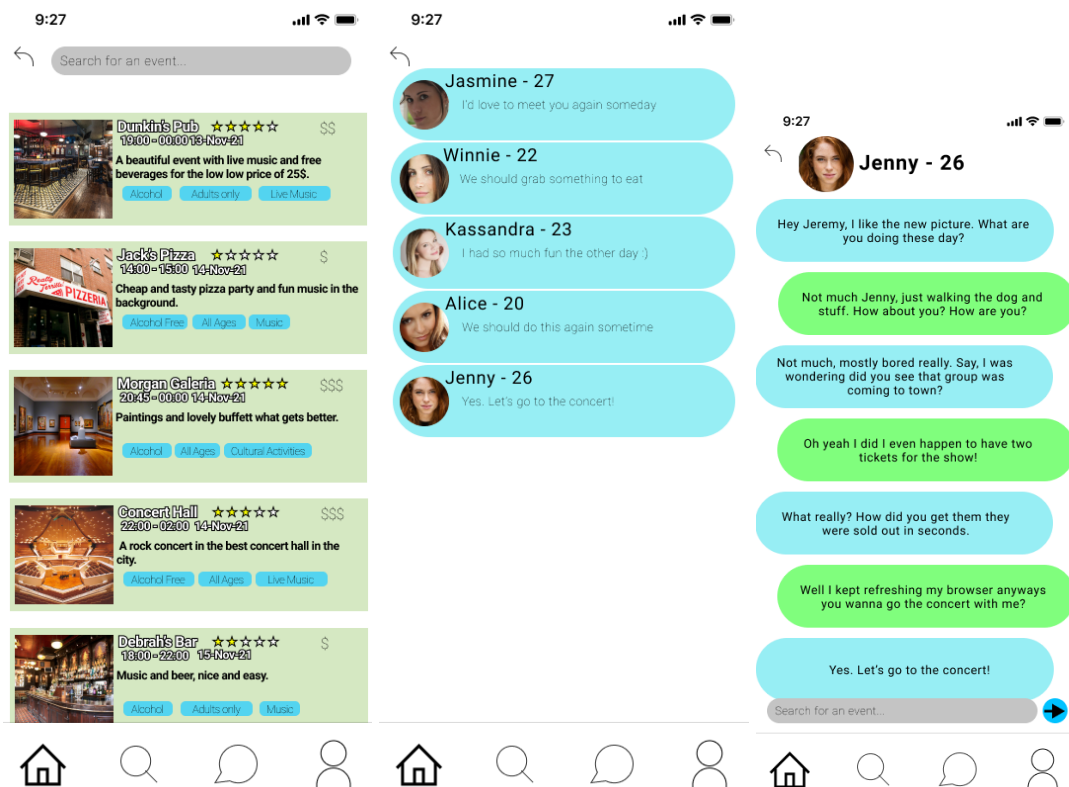 9:27
Search for an event...
Dunkin's Pub
$$
19:00 - 00:00 13-Nov-21
A beautiful event with live music and free
beverages for the low low price of 25$.
Alcohol Adults only Live Music
Really
Terrific
PIZZERIA
Jack's Pizza
$
14:00 - 15:00 14-Nov-21
Cheap and tasty pizza party and fun music in the
background.
Alcohol Free All Ages Music
Morgan Galeria
$$$
20:45 - 00:00 14-Nov-21
Paintings and lovely buffett what gets better.
Alcohol All Ages Cultural Activities
Concert Hall
$$$
22:00 - 02:00 14-Nov-21
A rock concert in the best concert hall in the
city.
Alcohol Free All Ages Live Music
Debrah's Bar
$
18:00 - 22:00 15-Nov-21
Music and beer, nice and easy.
Alcohol Adults only Music
9:27
Jasmine - 27
I'd love to meet you again someday
Winnie - 22
We should grab something to eat
Kassandra - 23
I had so much fun the other day :)
Alice - 20
We should do this again sometime
Jenny - 26
Yes. Let's go to the concert!
9:27
Jenny - 26
Hey Jeremy, I like the new picture. What are
you doing these day?
Not much Jenny, just walking the dog and
stuff. How about you? How are you?
Not much, mostly bored really. Say, I was
wondering did you see that group was
coming to town?
Oh yeah I did I even happen to have two
tickets for the show!
What really? How did you get them they
were sold out in seconds.
Well I kept refreshing my browser anyways
you wanna go the concert with me?
Yes. Let's go to the concert!
Search for an event...